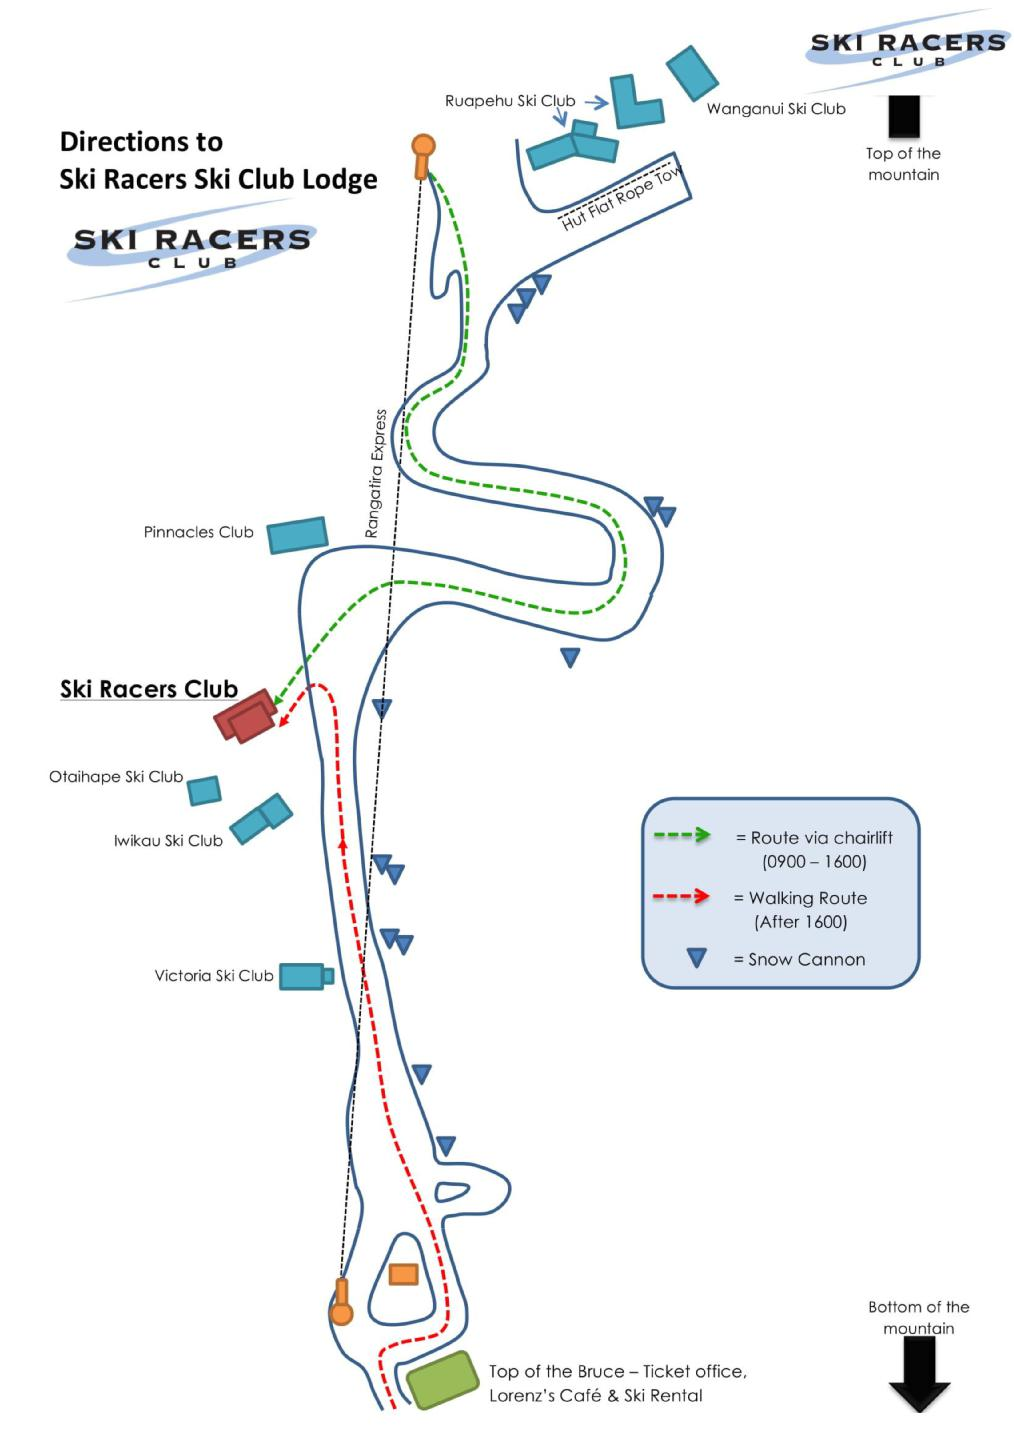 SKI RACERS
CLUB
Ruapehu Ski Club
Wanganui Ski Club
Top of the
mountain
Directions to
Ski Racers Ski Club Lodge
SKI RACERS
CLUB
Hut Flat Rope Tow
Rangatira Express
Pinnacles Club
Ski Racers Club
Otaihape Ski Club
Iwikau Ski Club
= Route via chairlift
(0900 – 1600)
= Walking Route
(After 1600)
= Snow Cannon
Victoria Ski Club
Bottom of the
mountain
Top of the Bruce – Ticket office,
Lorenz's Café & Ski Rental